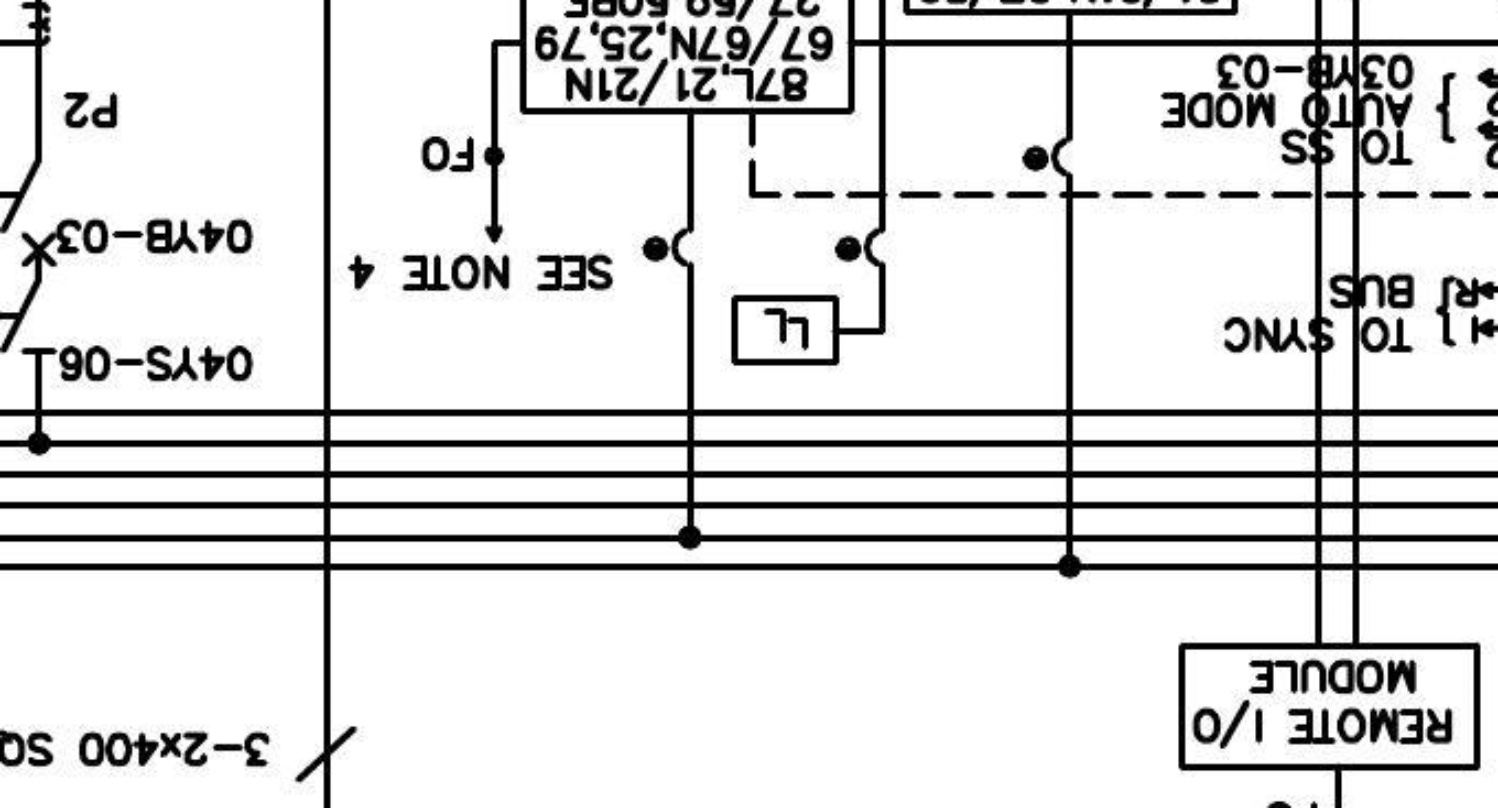 REMOTE I/O
MODULE
3-2x400 SQ
04YS-06
TO SYNC
BUS
R
LL
SEE NOTE 4
04YB-03
FO
TO SS
AUTO MODE
03YB-03
P2
87L,21/21N
67/67N,25,79